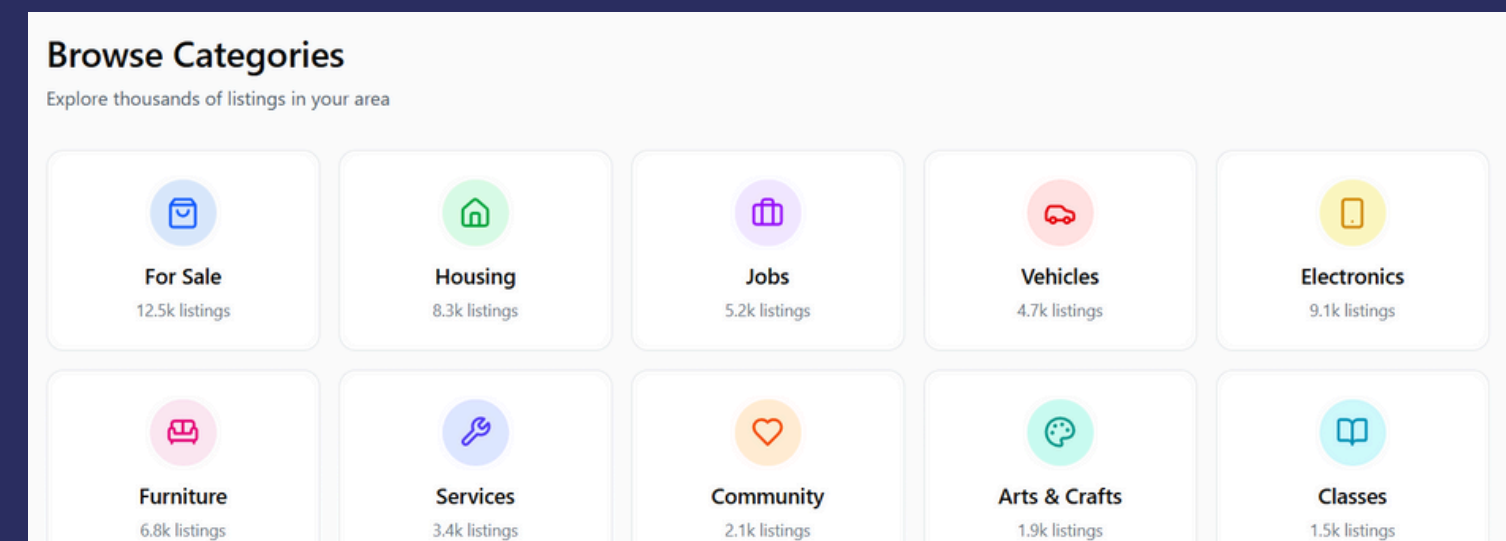 Browse Categories
Explore thousands of listings in your area
For Sale
12.5k listings
Housing
8.3k listings
Jobs
5.2k listings
Vehicles
4.7k listings
Electronics
9.1k listings
Furniture
6.8k listings
Services
3.4k listings
Community
2.1k listings
Arts & Crafts
1.9k listings
Classes
1.5k listings